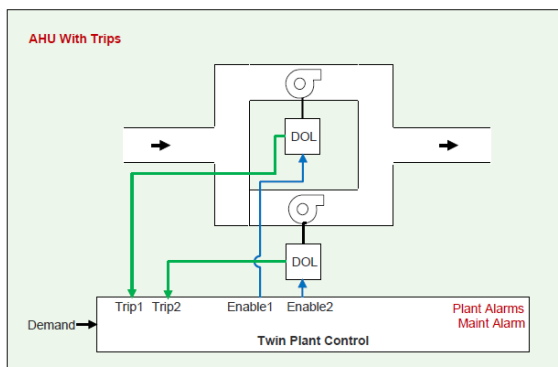 AHU With Trips
DOL
DOL
Trip1 Trip2 Enable1 Enable2 Plant Alarms
Maint Alarm
Demand
Twin Plant Control